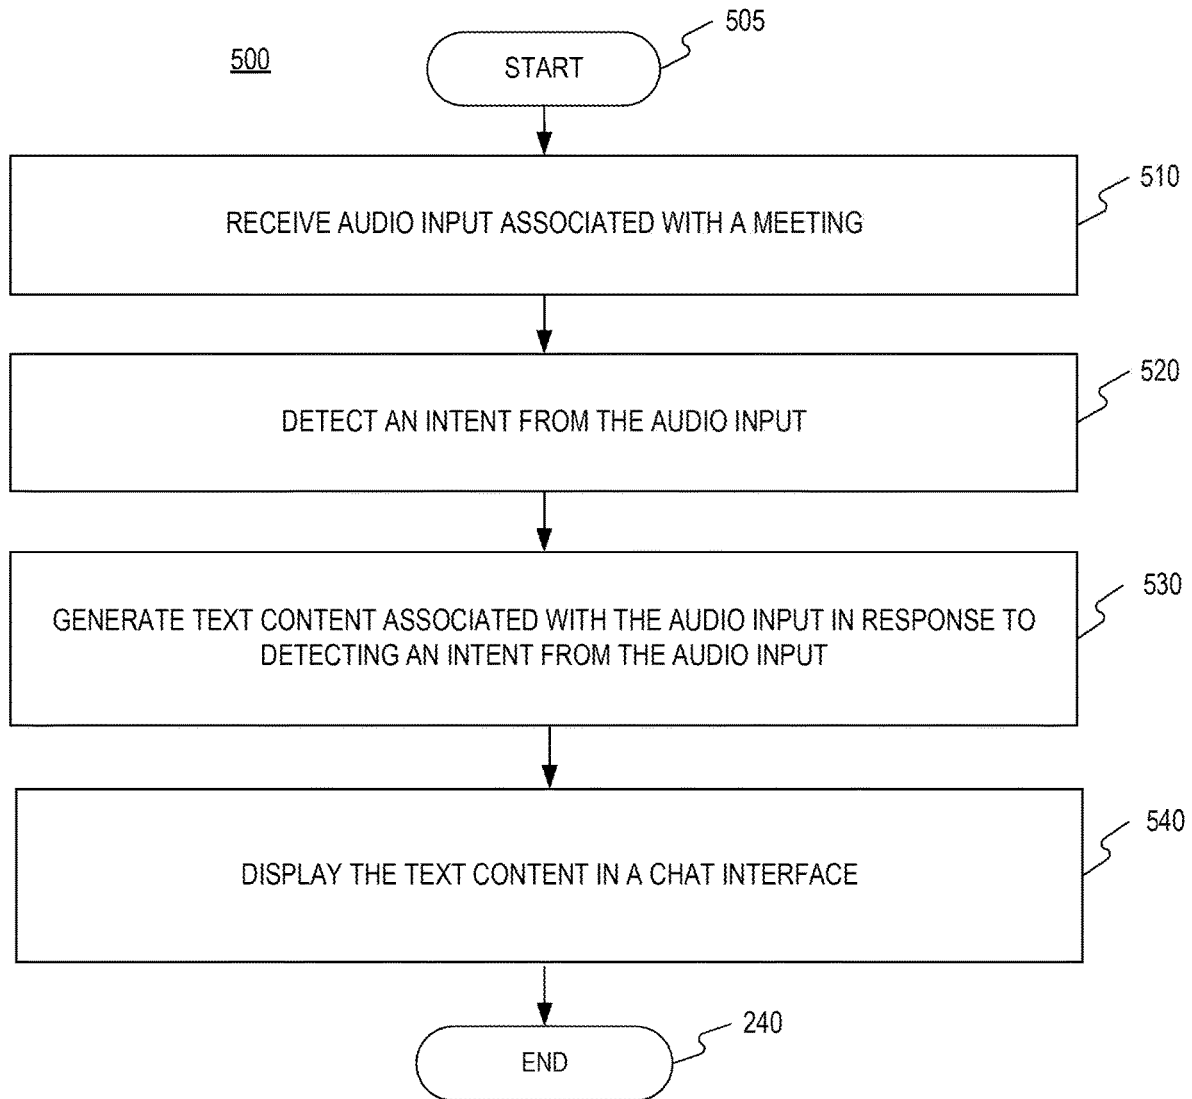 500
START
505
RECEIVE AUDIO INPUT ASSOCIATED WITH A MEETING
510
DETECT AN INTENT FROM THE AUDIO INPUT
520
GENERATE TEXT CONTENT ASSOCIATED WITH THE AUDIO INPUT IN RESPONSE TO
DETECTING AN INTENT FROM THE AUDIO INPUT
530
DISPLAY THE TEXT CONTENT IN A CHAT INTERFACE
540
END
240